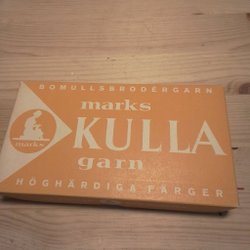 BOMULLSBRODERGARN
marks
KULLA
garn
marks
HÖGHÄRDIGA FÄRGER